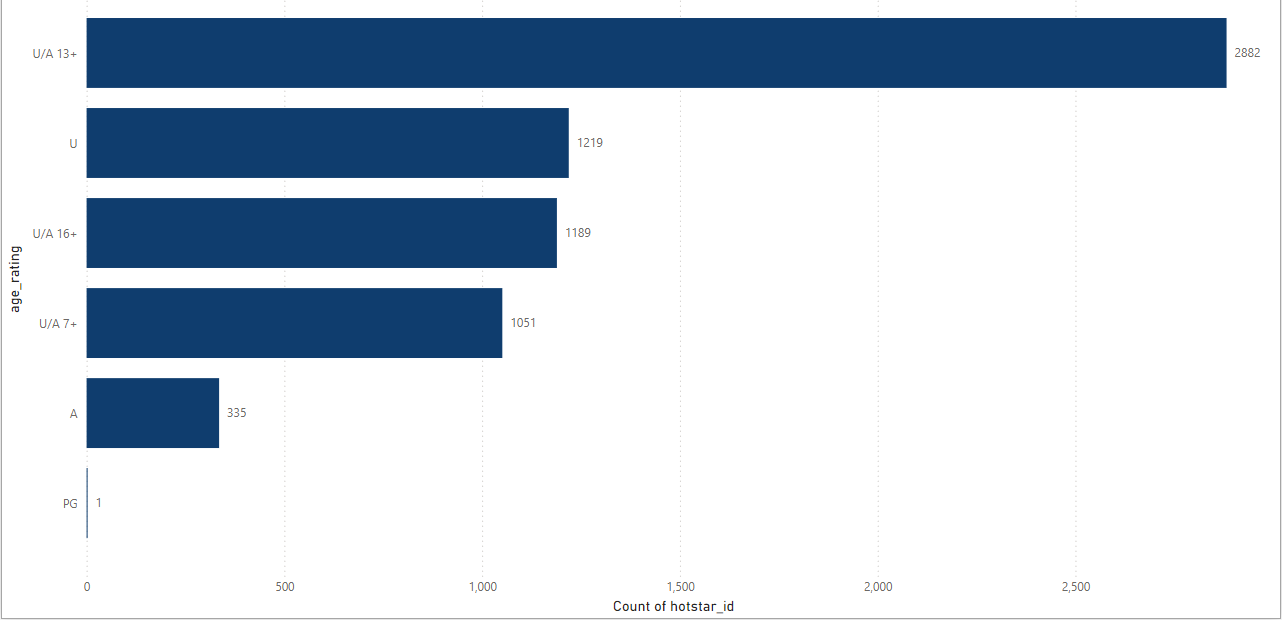 U/A 13+
2882
U
1219
U/A 16+
1189
U/A 7+
1051
A
335
PG
1
age_rating
0
500
1,000
1,500
2,000
2,500
Count of hotstar_id